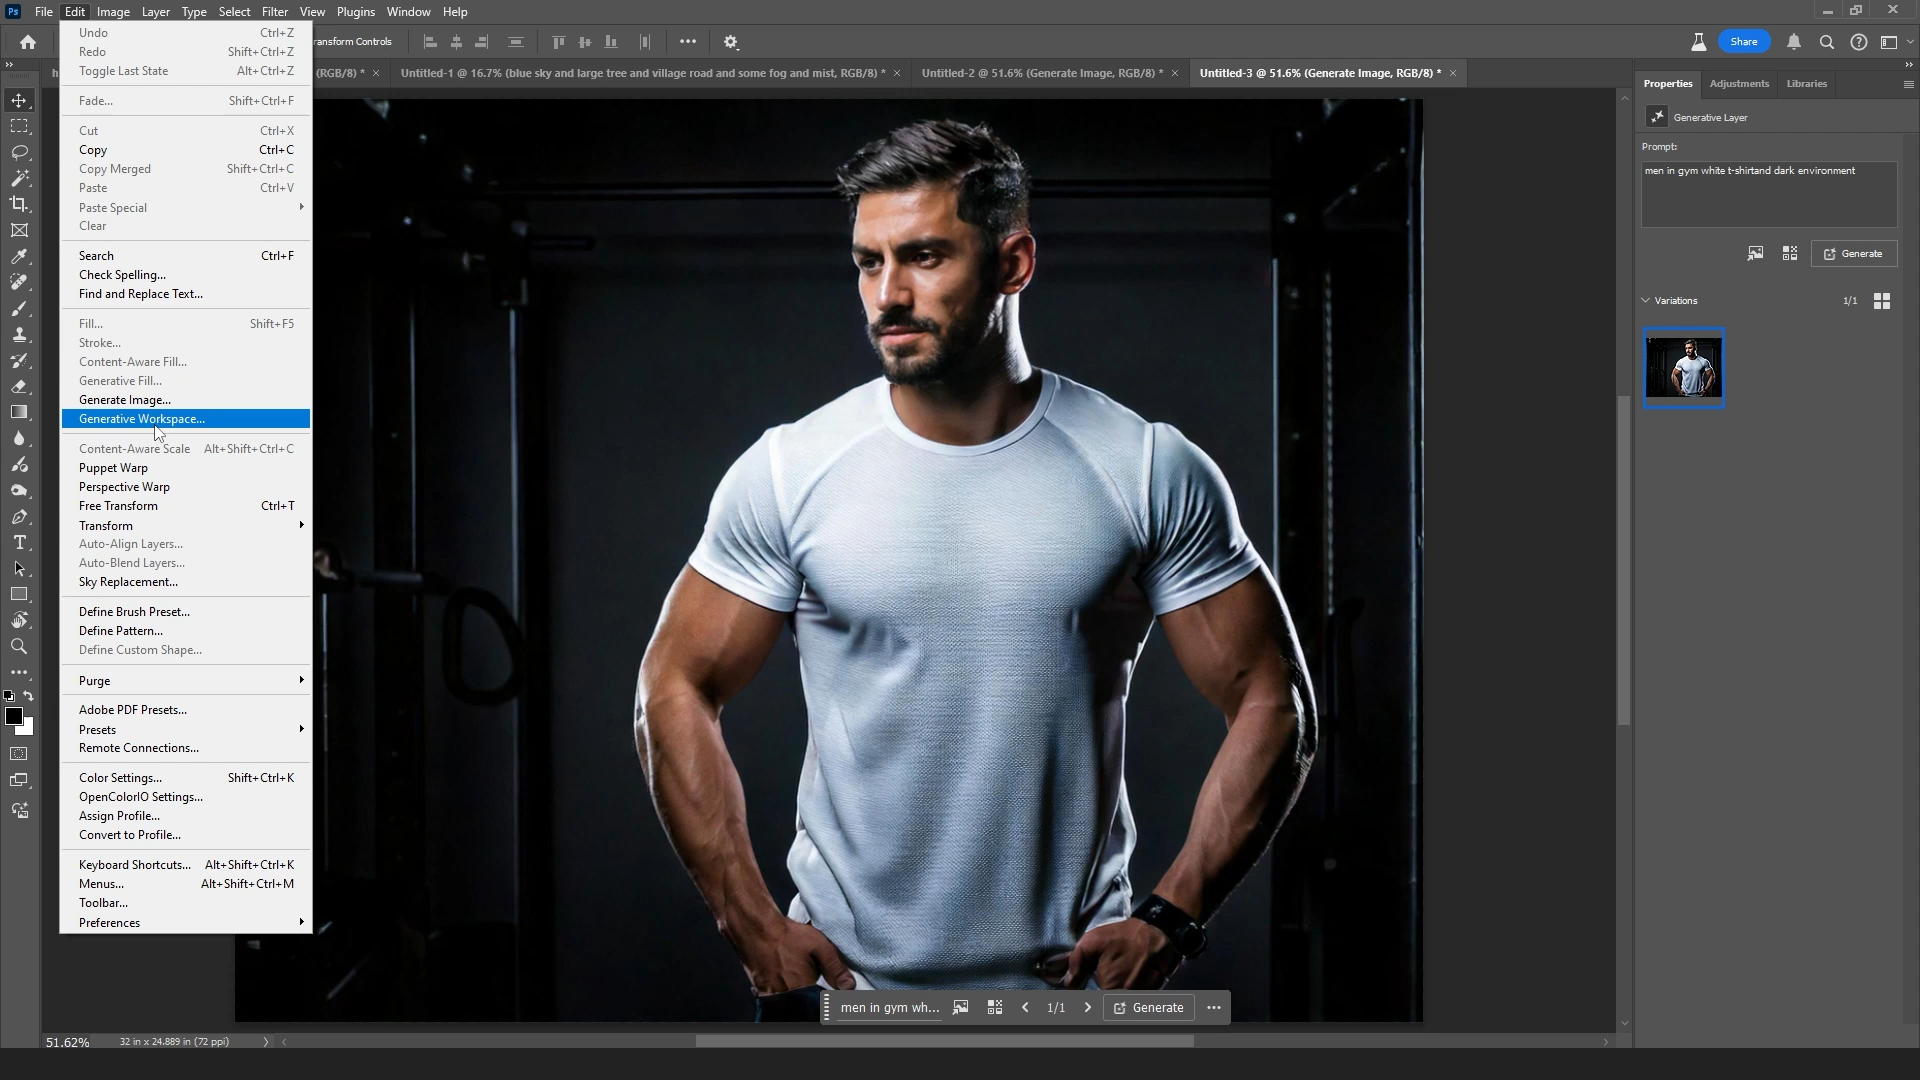 Ps File Edit Image Layer Type Select Filter View Plugins Window Help
ransform Controls
Share
(RGB/8) *
Untitled-1 @ 16.7% (blue sky and large tree and village road and some fog and mist, RGB/8) *
Untitled-2 @ 51.6% (Generate Image, RGB/8) *
Untitled-3 @ 51.6% (Generate Image, RGB/8) *
Undo Ctrl+Z
Redo Shift+Ctrl+Z
Toggle Last State Alt+Ctrl+Z
Fade... Shift+Ctrl+F
Cut Ctrl+X
Copy Ctrl+C
Copy Merged Shift+Ctrl+C
Paste Ctrl+V
Paste Special
Clear
Search Ctrl+F
Check Spelling...
Find and Replace Text...
Fill... Shift+F5
Stroke...
Content-Aware Fill...
Generative Fill...
Generate Image...
Generative Workspace...
Content-Aware Scale Alt+Shift+Ctrl+C
Puppet Warp
Perspective Warp
Free Transform Ctrl+T
Transform
Auto-Align Layers...
Auto-Blend Layers...
Sky Replacement...
Define Brush Preset...
Define Pattern...
Define Custom Shape...
Purge
Adobe PDF Presets...
Presets
Remote Connections...
Color Settings... Shift+Ctrl+K
OpenColorIO Settings...
Assign Profile...
Convert to Profile...
Keyboard Shortcuts... Alt+Shift+Ctrl+K
Menus... Alt+Shift+Ctrl+M
Toolbar...
Preferences
Properties Adjustments Libraries
Generative Layer
Prompt:
men in gym white t-shirtand dark environment
Generate
Variations 1/1
men in gym wh... 1/1 Generate
51.62% 32 in x 24.889 in (72 ppi)